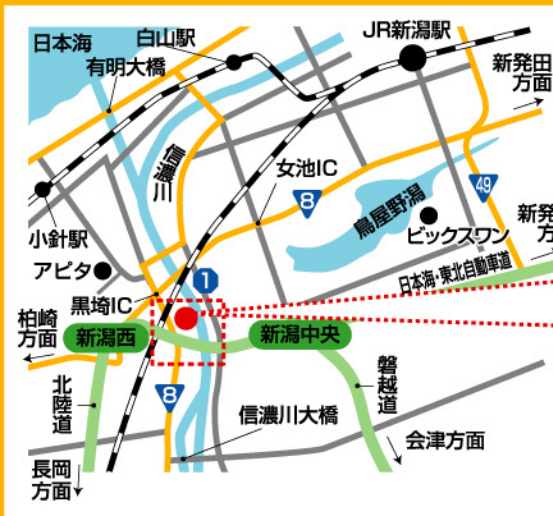 日本海
白山駅
JR新潟駅
有明大橋
新発田
方面
信濃川
女池IC
8
49
鳥屋野潟
小針駅
ビックスワン
新発
方
アピタ
1
日本海・東北自動車道
黒埼IC
柏崎
方面
新潟西
新潟中央
北陸道
8
磐越道
信濃川大橋
会津方面
長岡
方面